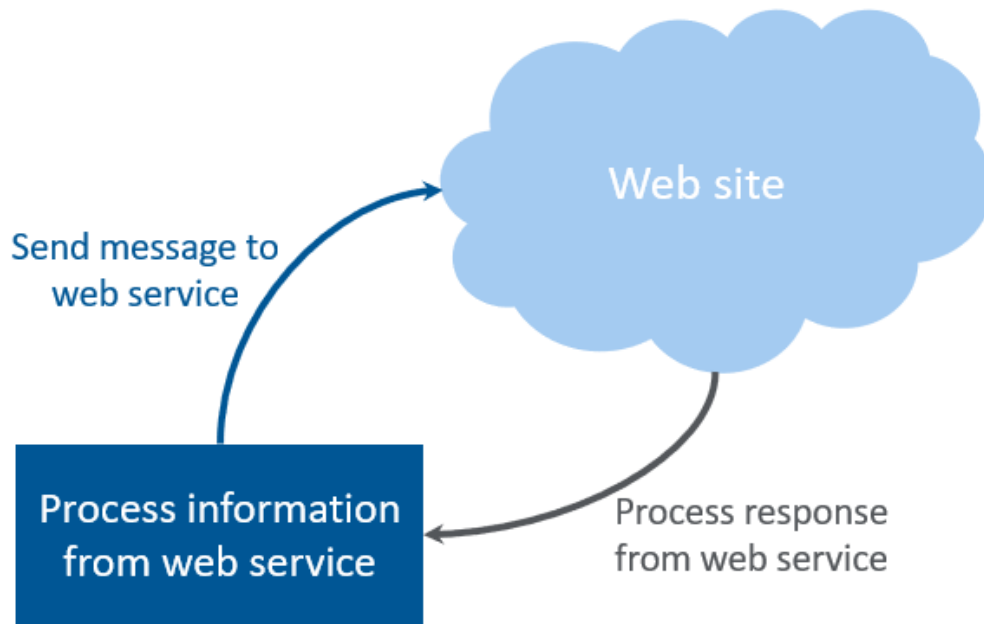 Web site
Send message to
web service
Process information
from web service
Process response
from web service